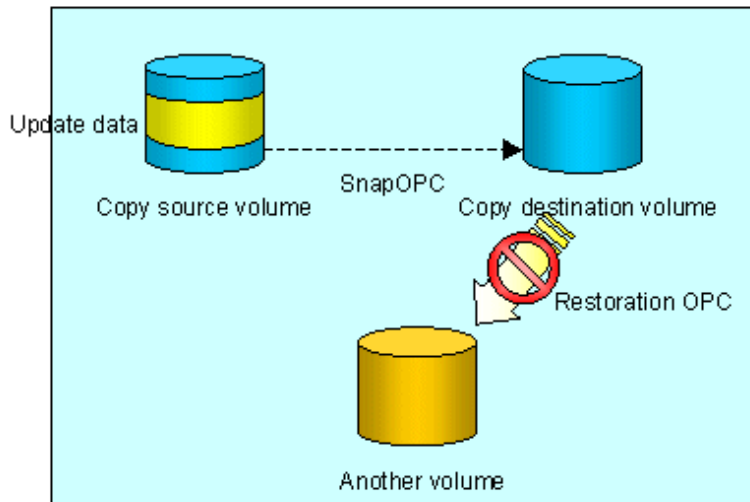 Update data
SnapOPC
Copy source volume
Copy destination volume
Restoration OPC
Another volume